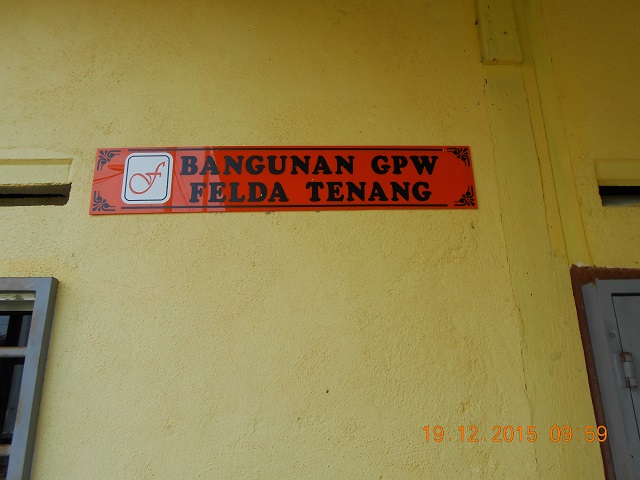 BANGUNAN GPW
FELDA TENANG
19.12.2015 09:59